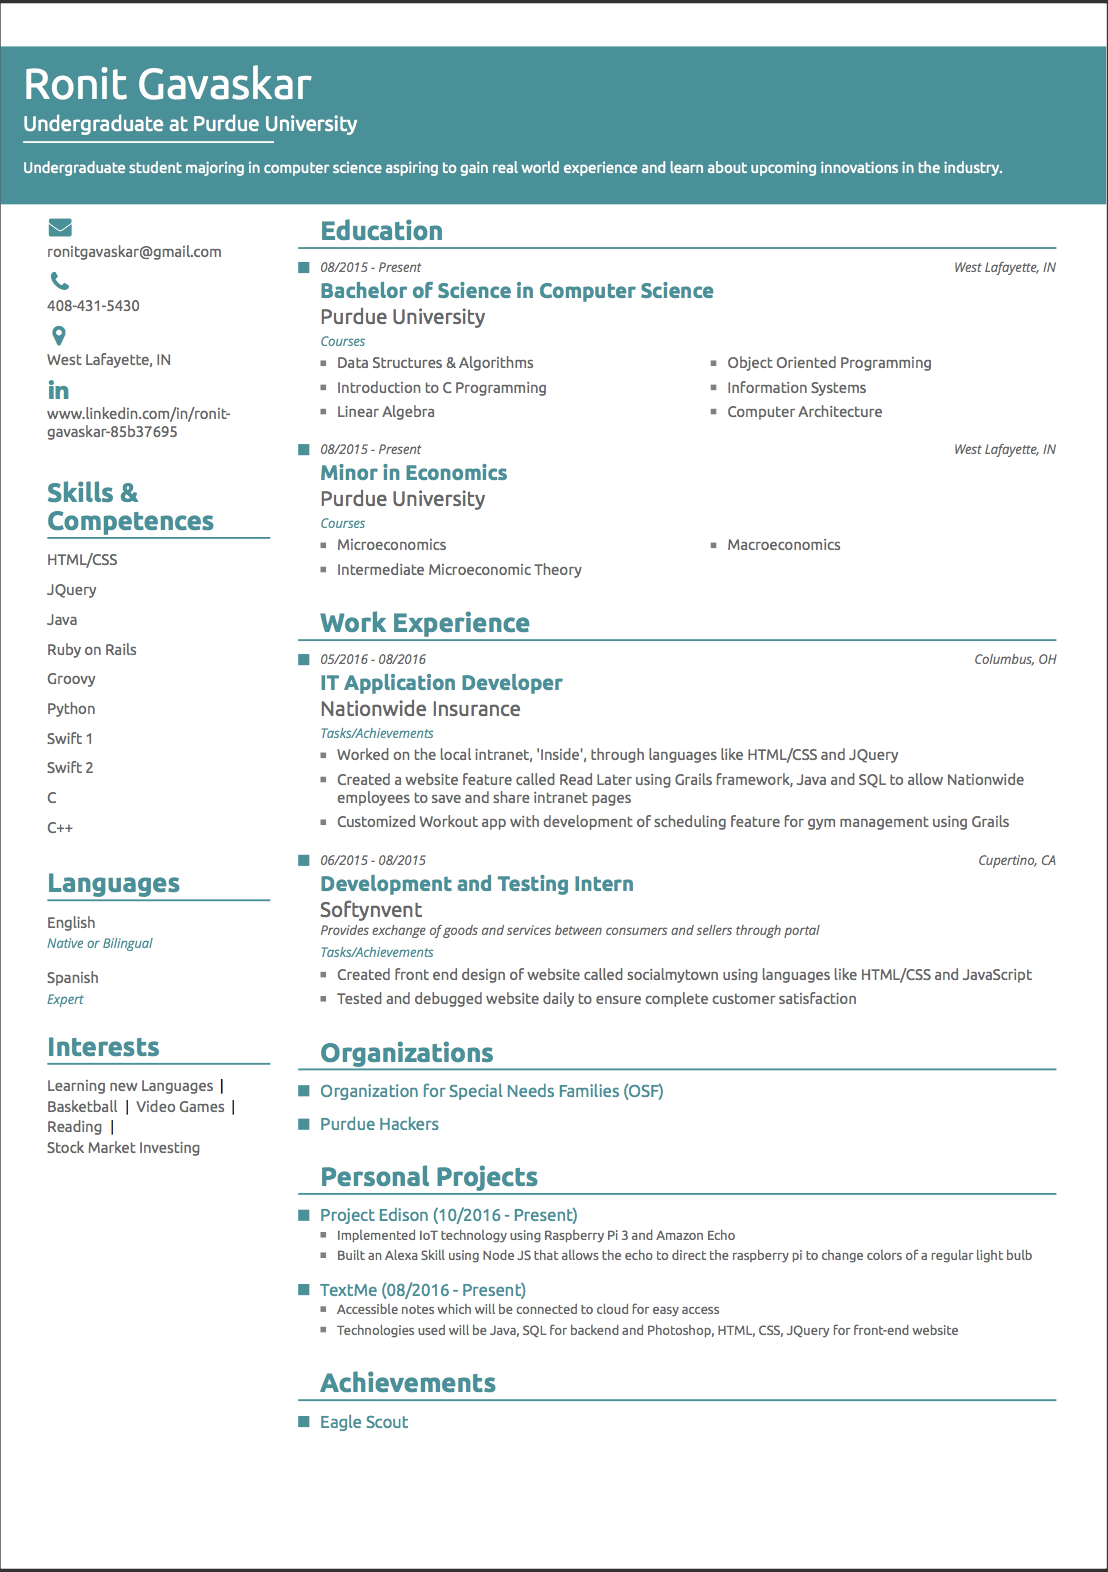 Ronit Gavaskar
Undergraduate at Purdue University
Undergraduate student majoring in computer science aspiring to gain real world experience and learn about upcoming innovations in the industry.
ronitgavaskar@gmail.com
408-431-5430
West Lafayette, IN
in
www.linkedin.com/in/ronit-
gavaskar-85b37695
Skills &
Competences
HTML/CSS
JQuery
Java
Ruby on Rails
Groovy
Python
Swift 1
Swift 2
C
C++
Languages
English
Native or Bilingual
Spanish
Expert
Interests
Learning new Languages |
Basketball | Video Games |
Reading |
Stock Market Investing
Education
08/2015 - Present West Lafayette, IN
Bachelor of Science in Computer Science
Purdue University
Courses
Data Structures & Algorithms Object Oriented Programming
Introduction to C Programming Information Systems
Linear Algebra Computer Architecture
08/2015 - Present West Lafayette, IN
Minor in Economics
Purdue University
Courses
Microeconomics Macroeconomics
Intermediate Microeconomic Theory
Work Experience
05/2016 - 08/2016 Columbus, OH
IT Application Developer
Nationwide Insurance
Tasks/Achievements
Worked on the local intranet, 'Inside', through languages like HTML/CSS and JQuery
Created a website feature called Read Later using Grails framework, Java and SQL to allow Nationwide
employees to save and share intranet pages
Customized Workout app with development of scheduling feature for gym management using Grails
06/2015 - 08/2015 Cupertino, CA
Development and Testing Intern
Softynvent
Provides exchange of goods and services between consumers and sellers through portal
Tasks/Achievements
Created front end design of website called socialmytown using languages like HTML/CSS and JavaScript
Tested and debugged website daily to ensure complete customer satisfaction
Organizations
Organization for Special Needs Families (OSF)
Purdue Hackers
Personal Projects
Project Edison (10/2016 - Present)
Implemented IoT technology using Raspberry Pi 3 and Amazon Echo
Built an Alexa Skill using Node JS that allows the echo to direct the raspberry pi to change colors of a regular light bulb
TextMe (08/2016 - Present)
Accessible notes which will be connected to cloud for easy access
Technologies used will be Java, SQL for backend and Photoshop, HTML, CSS, JQuery for front-end website
Achievements
Eagle Scout